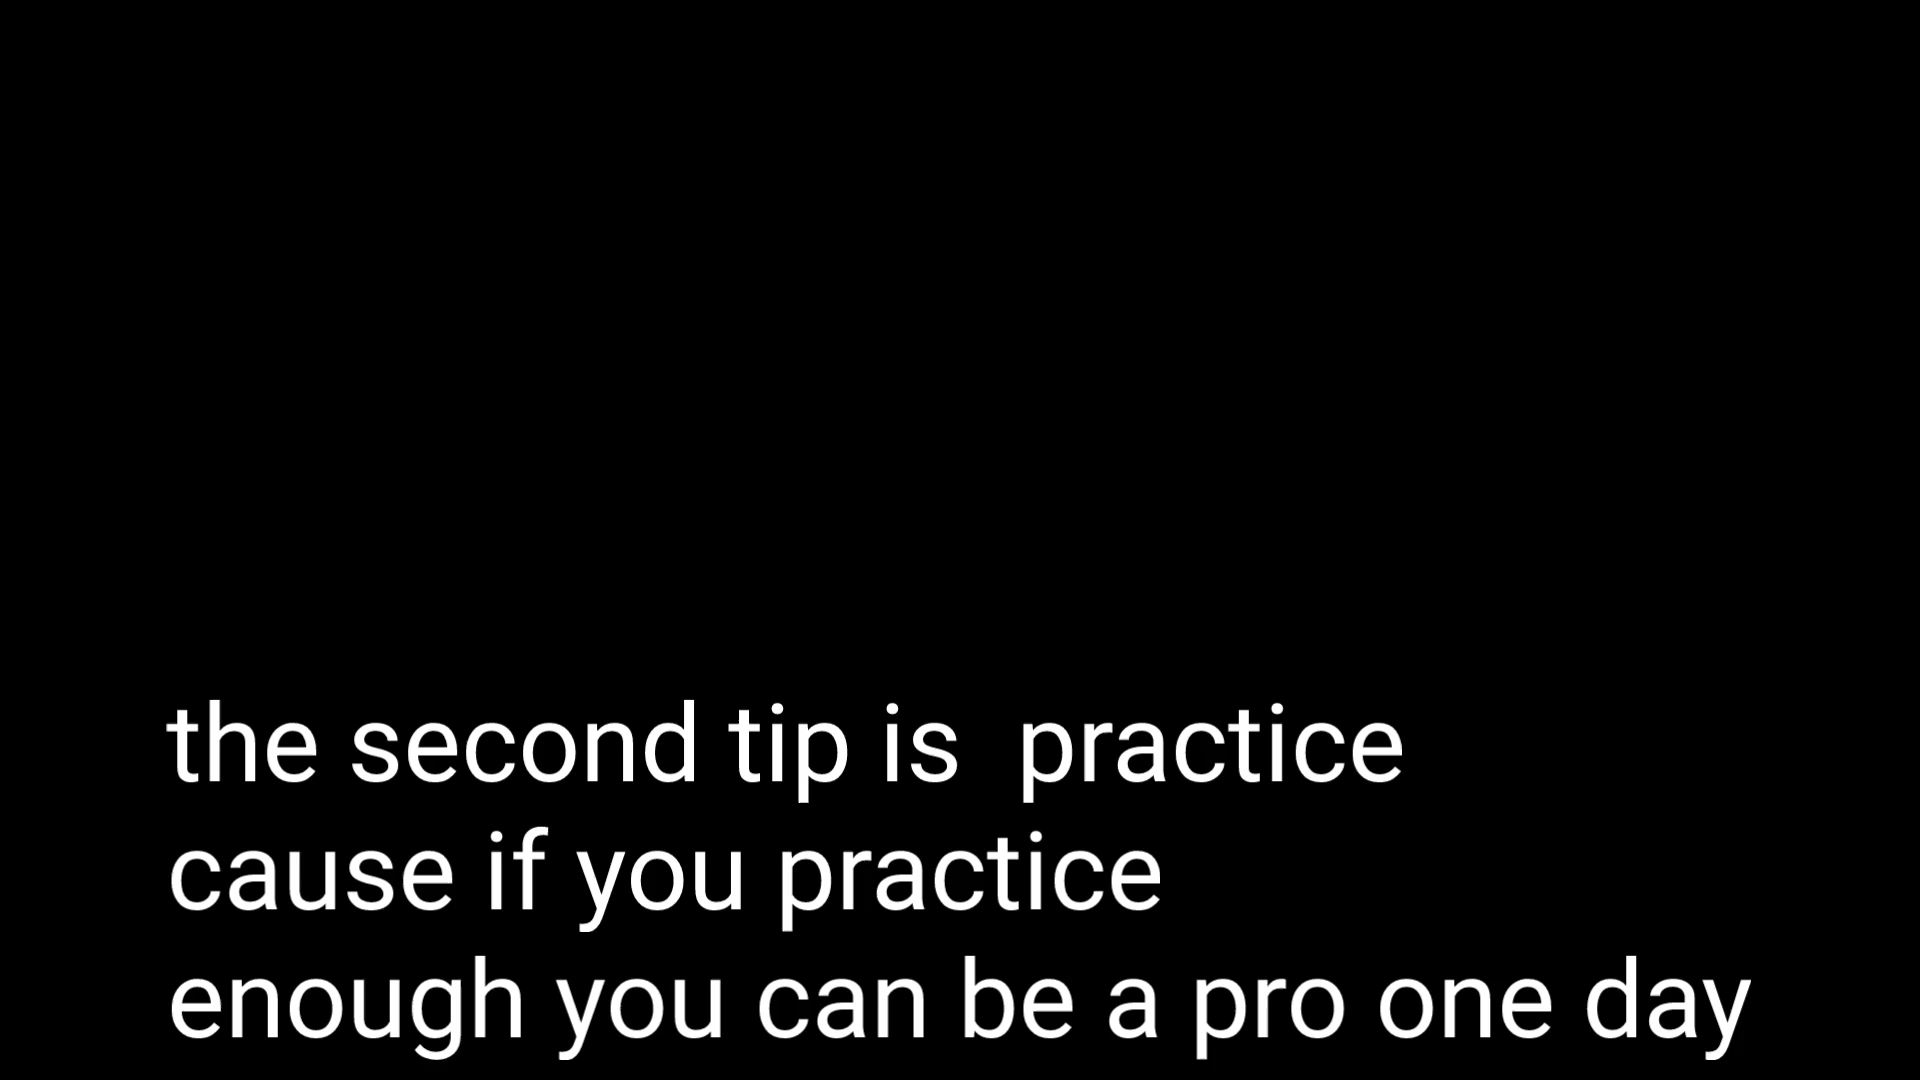 the second tip is  practice
cause if you practice
enough you can be a pro one day